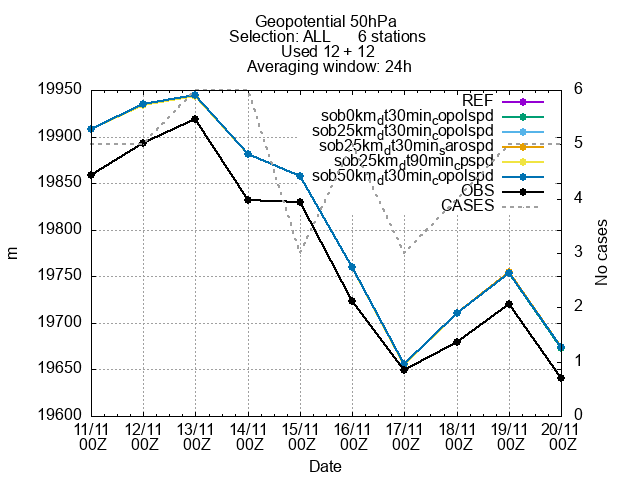 Geopotential 50hPa
Selection: ALL 6 stations
Used 12 + 12
Averaging window: 24h
19950
19900
19850
19800
19750
19700
19650
19600
m
6
5
4
3
2
1
0
No cases
REF
sob0km_dt30min_copolspd
sob25km_dt30min_copolspd
sob25km_dt30min_sarospd
sob25km_dt90min_cpspd
sob50km_dt30min_copolspd
OBS
CASES
11/11 12/11 13/11 14/11 15/11 16/11 17/11 18/11 19/11 20/11
00Z 00Z 00Z 00Z 00Z 00Z 00Z 00Z 00Z 00Z
Date